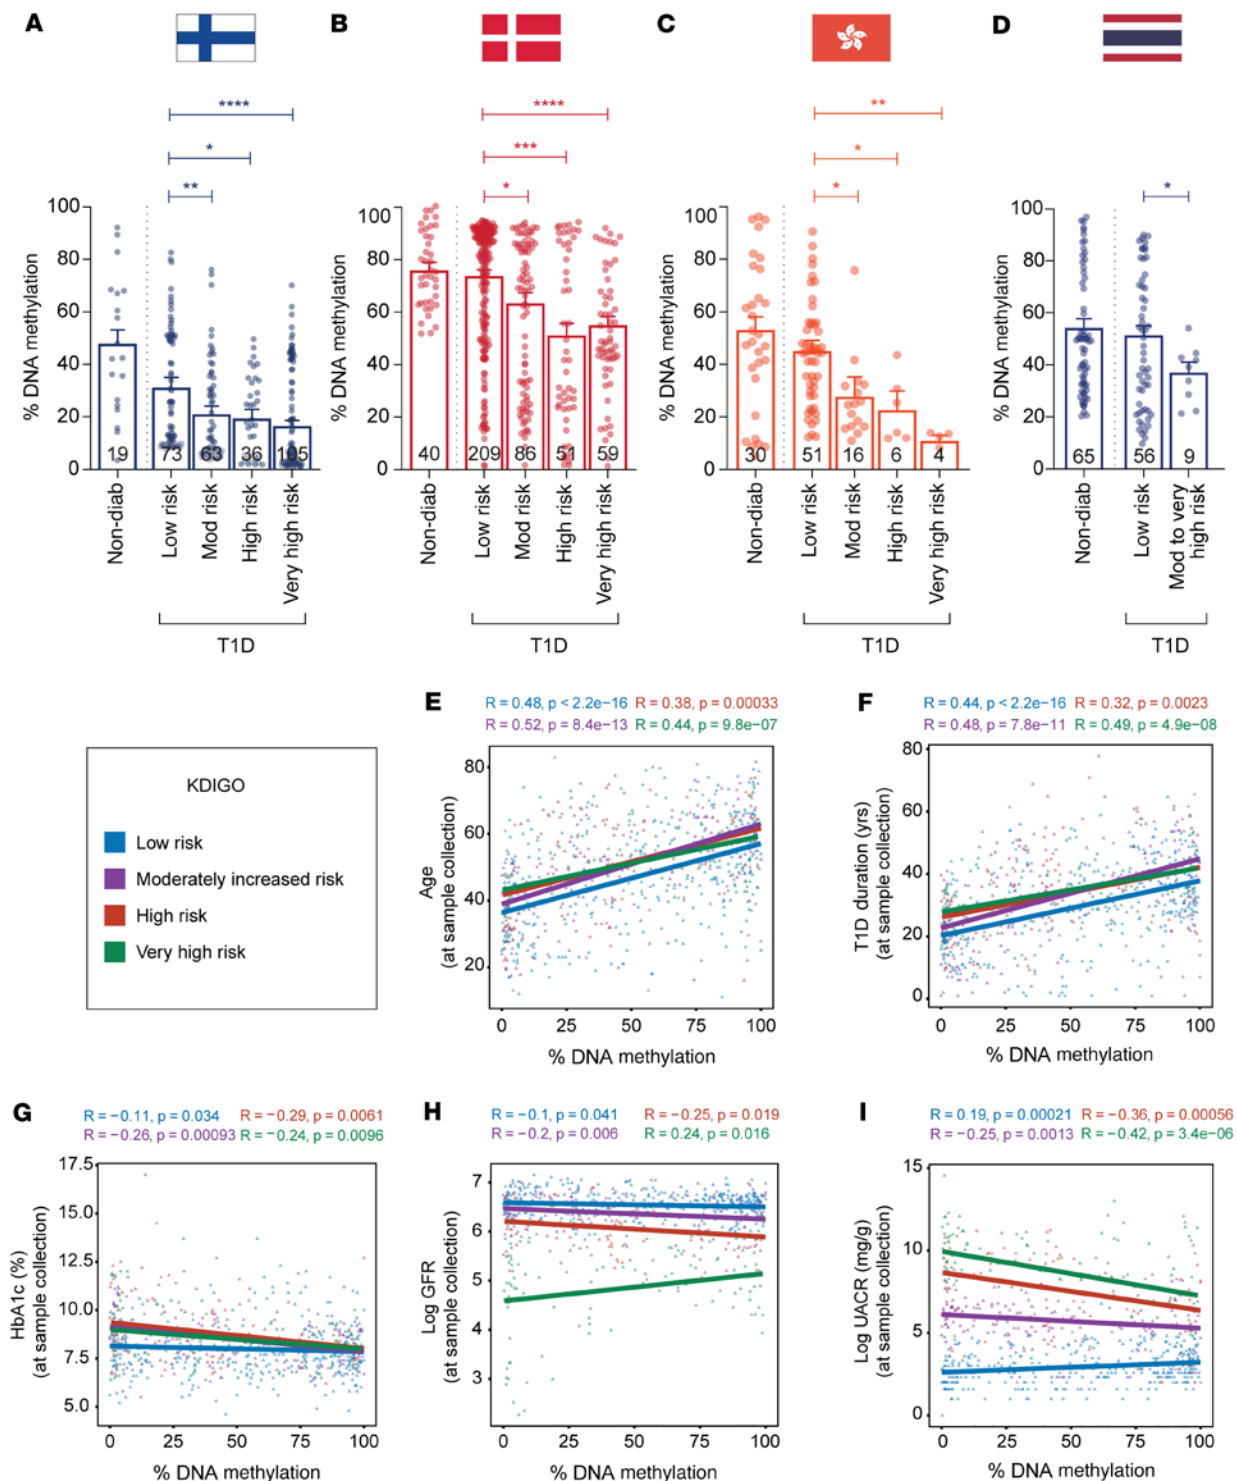 A
B
C
D
****
*
**
****
***
*
**
*
*
*
% DNA methylation
100
80
60
40
20
0
19
73
63
36
105
Non-diab
Low risk
Mod risk
High risk
Very high risk
T1D
% DNA methylation
100
80
60
40
20
0
40
209
86
51
59
Non-diab
Low risk
Mod risk
High risk
Very high risk
T1D
% DNA methylation
100
80
60
40
20
0
30
51
16
6
4
Non-diab
Low risk
Mod risk
High risk
Very high risk
T1D
% DNA methylation
100
80
60
40
20
0
65
56
9
Non-diab
Low risk
Mod to very
high risk
T1D
KDIGO
Low risk
Moderately increased risk
High risk
Very high risk
E
R = 0.48, p < 2.2e−16 R = 0.38, p = 0.00033
R = 0.52, p = 8.4e−13 R = 0.44, p = 9.8e−07
Age
(at sample collection)
80
60
40
20
0 25 50 75 100
% DNA methylation
F
R = 0.44, p < 2.2e−16 R = 0.32, p = 0.0023
R = 0.48, p = 7.8e−11 R = 0.49, p = 4.9e−08
T1D duration (yrs)
(at sample collection)
80
60
40
20
0
0 25 50 75 100
% DNA methylation
G
R = −0.11, p = 0.034 R = −0.29, p = 0.0061
R = −0.26, p = 0.00093 R = −0.24, p = 0.0096
HbA1c (%)
(at sample collection)
17.5
15.0
12.5
10.0
7.5
5.0
0 25 50 75 100
% DNA methylation
H
R = −0.1, p = 0.041 R = −0.25, p = 0.019
R = −0.2, p = 0.006 R = 0.24, p = 0.016
Log GFR
(at sample collection)
7
6
5
4
3
0 25 50 75 100
% DNA methylation
I
R = 0.19, p = 0.00021 R = −0.36, p = 0.00056
R = −0.25, p = 0.0013 R = −0.42, p = 3.4e−06
Log UACR (mg/g)
(at sample collection)
15
10
5
0
0 25 50 75 100
% DNA methylation